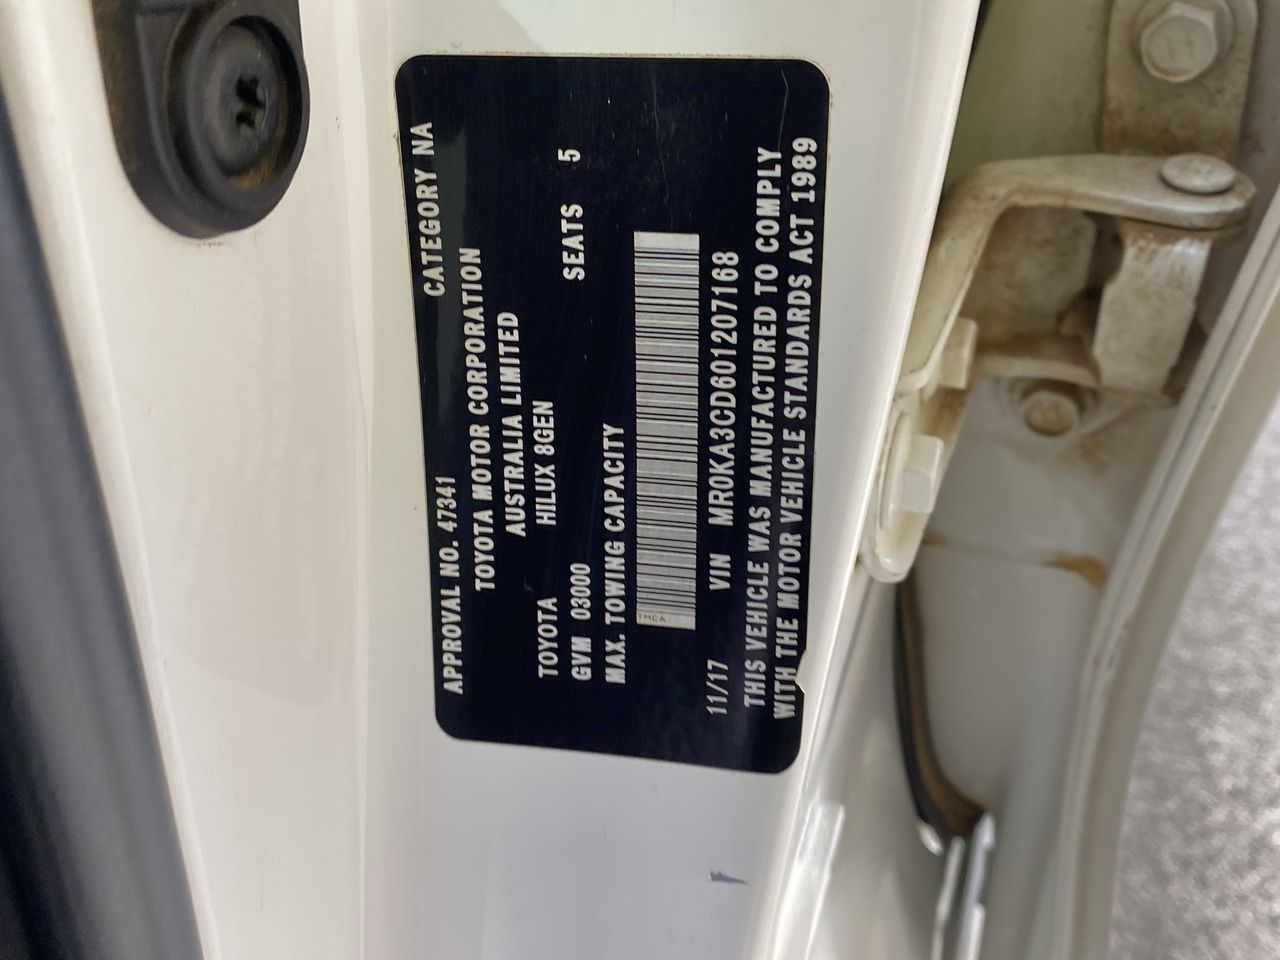 APPROVAL NO. 47341 CATEGORY NA
TOYOTA MOTOR CORPORATION
AUSTRALIA LIMITED
TOYOTA HILUX 8GEN
GVM 03000 SEATS 5
MAX. TOWING CAPACITY
TMCA
11/17 VIN MR0KA3CD601207168
THIS VEHICLE WAS MANUFACTURED TO COMPLY
WITH THE MOTOR VEHICLE STANDARDS ACT 1989